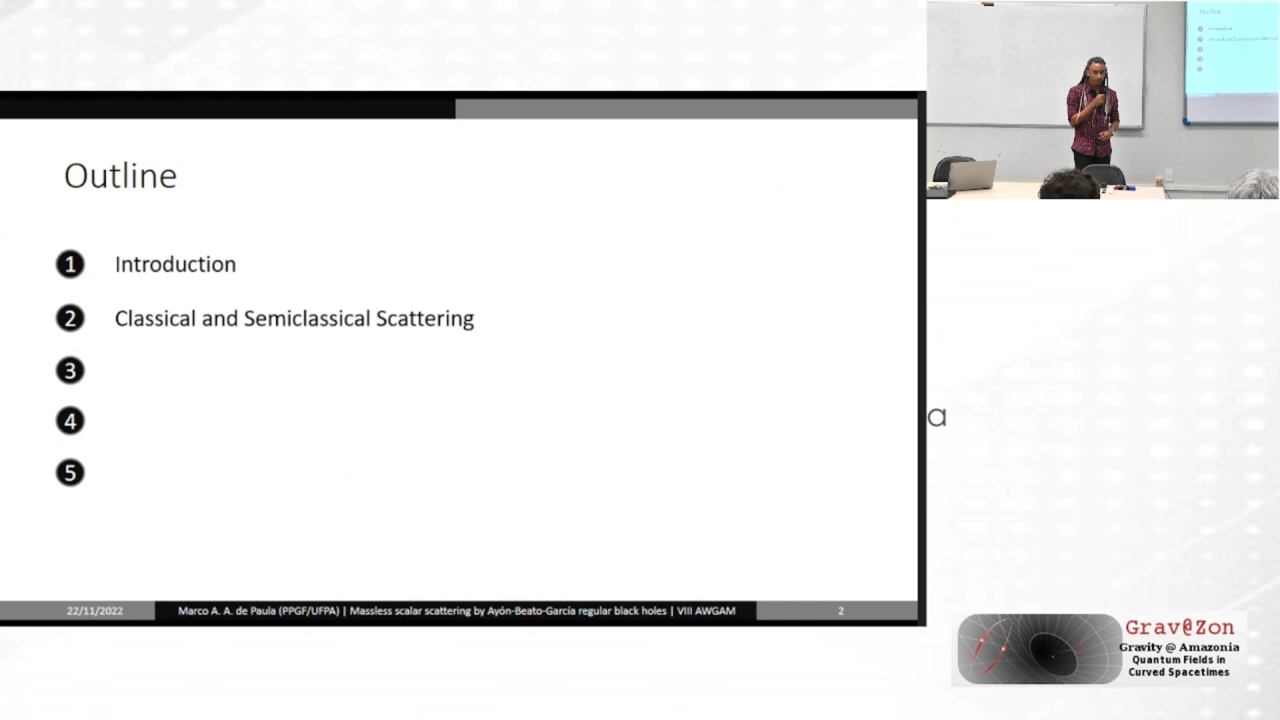 Outline
1 Introduction
2 Classical and Semiclassical Scattering
3
4
5
22/11/2022 Marco A. A. de Paula (PPGF/UFPA) | Massless scalar scattering by Ayón-Beato-García regular black holes | VIII AWGAM 2
Outline
a
Grav@Zon
Gravity @ Amazonia
Quantum Fields in
Curved Spacetimes